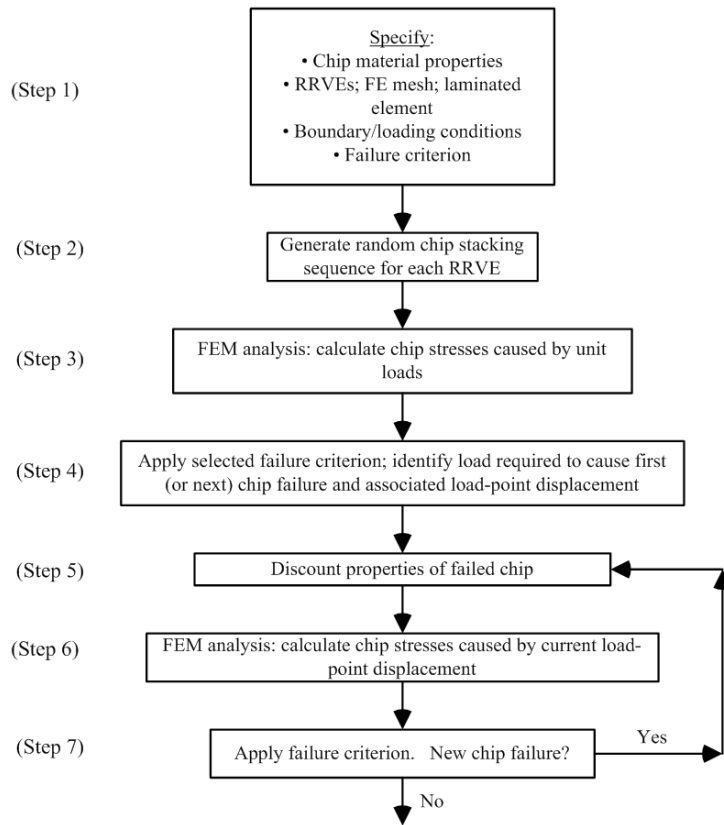 Specify:
• Chip material properties
(Step 1)
• RRVEs; FE mesh; laminated
element
• Boundary/loading conditions
• Failure criterion
(Step 2)
Generate random chip stacking
sequence for each RRVE
(Step 3)
FEM analysis: calculate chip stresses caused by unit
loads
(Step 4)
Apply selected failure criterion; identify load required to cause first
(or next) chip failure and associated load-point displacement
(Step 5)
Discount properties of failed chip
(Step 6)
FEM analysis: calculate chip stresses caused by current load-
point displacement
(Step 7)
Apply failure criterion. New chip failure?
Yes
No